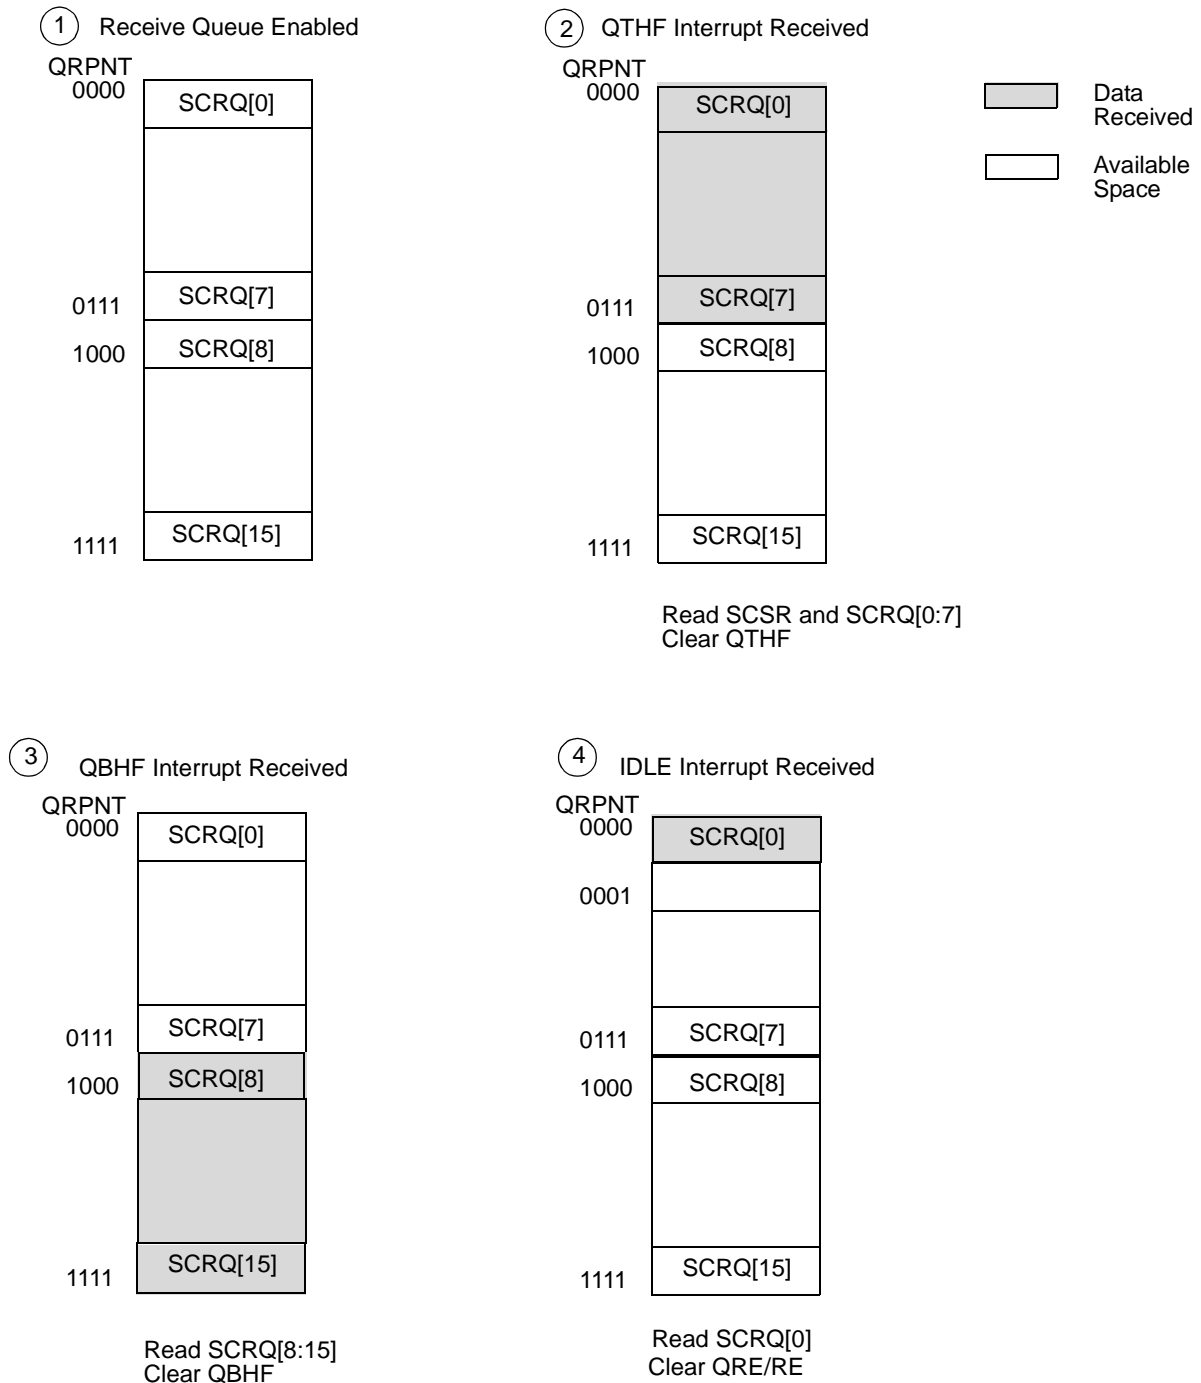 1 Receive Queue Enabled
QRPNT
0000 SCRQ[0]
0111 SCRQ[7]
1000 SCRQ[8]
1111 SCRQ[15]
2 QTHF Interrupt Received
QRPNT
0000 SCRQ[0]
0111 SCRQ[7]
1000 SCRQ[8]
1111 SCRQ[15]
Read SCSR and SCRQ[0:7]
Clear QTHF
Data
Received
Available
Space
3 QBHF Interrupt Received
QRPNT
0000 SCRQ[0]
0111 SCRQ[7]
1000 SCRQ[8]
1111 SCRQ[15]
Read SCRQ[8:15]
Clear QBHF
4 IDLE Interrupt Received
QRPNT
0000 SCRQ[0]
0001
0111 SCRQ[7]
1000 SCRQ[8]
1111 SCRQ[15]
Read SCRQ[0]
Clear QRE/RE